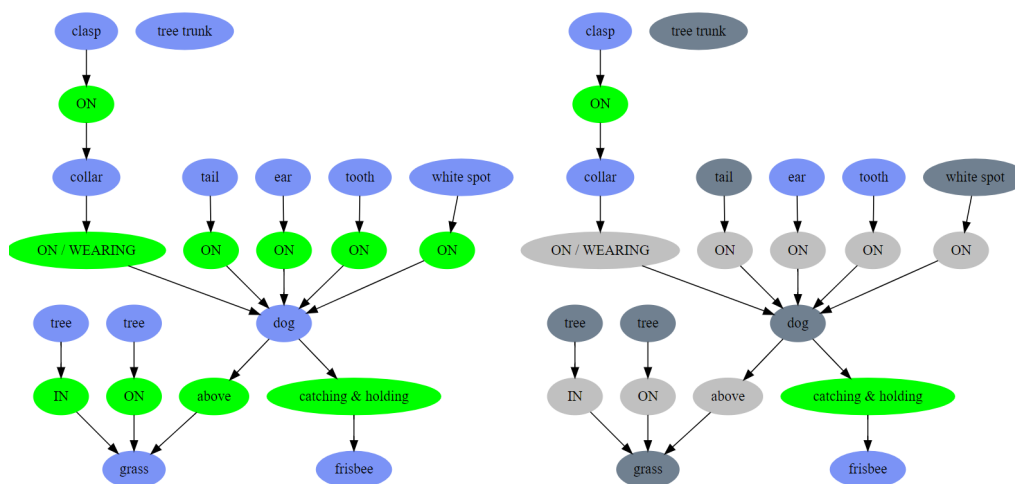 clasp
tree trunk
ON
collar
tail
ear
tooth
white spot
ON / WEARING
ON
ON
ON
ON
tree
tree
dog
IN
ON
above
catching & holding
grass
frisbee
clasp
tree trunk
ON
collar
tail
ear
tooth
white spot
ON / WEARING
ON
ON
ON
ON
tree
tree
dog
IN
ON
above
catching & holding
grass
frisbee